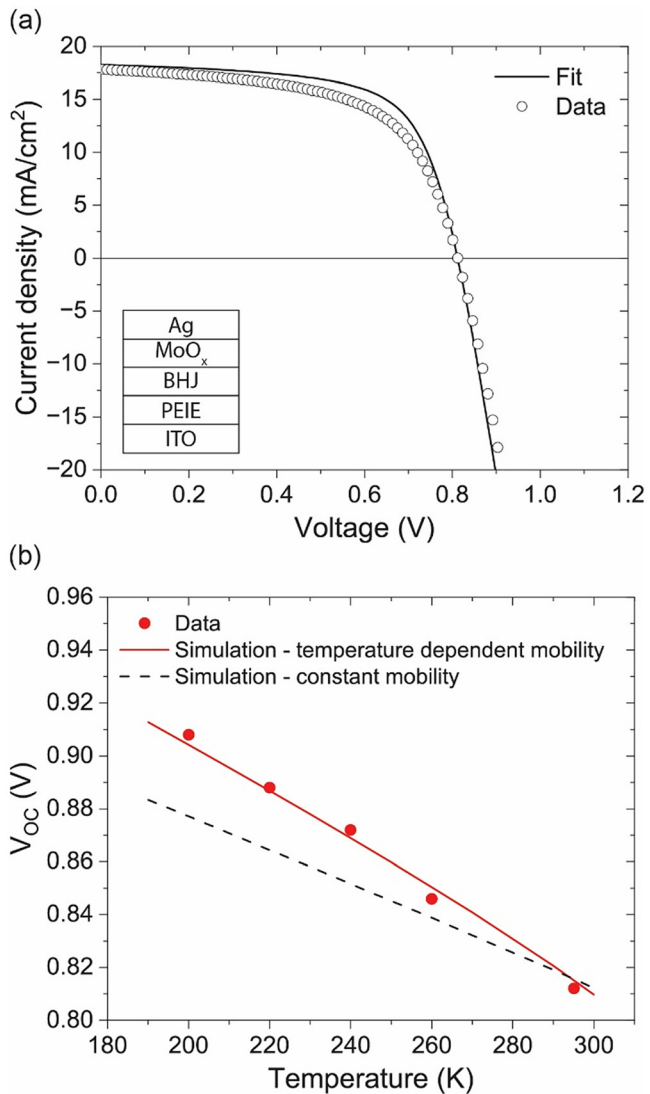 (a)
20
15
10
5
0
−5
−10
−15
−20
Current density (mA/cm²)
Fit
Data
Ag
MoOₓ
BHJ
PEIE
ITO
0.0 0.2 0.4 0.6 0.8 1.0 1.2
Voltage (V)
(b)
0.96
0.94
0.92
0.90
0.88
0.86
0.84
0.82
0.80
V_OC (V)
Data
Simulation - temperature dependent mobility
Simulation - constant mobility
180 200 220 240 260 280 300
Temperature (K)